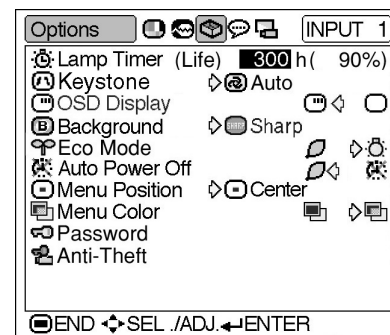 Options INPUT 1
Lamp Timer (Life) 300 h( 90%)
Keystone Auto
OSD Display
B Background SHARP Sharp
Eco Mode
Auto Power Off
Menu Position Center
Menu Color
Password
Anti-Theft
END SEL./ADJ. ENTER